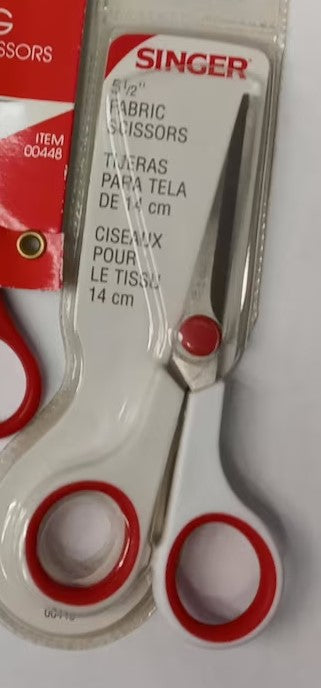 G
SCISSORS
ITEM
00448
SINGER
5½"
FABRIC
SCISSORS
TIJERAS
PARA TELA
DE 14 cm
CISEAUX
POUR
LE TISSU
14 cm